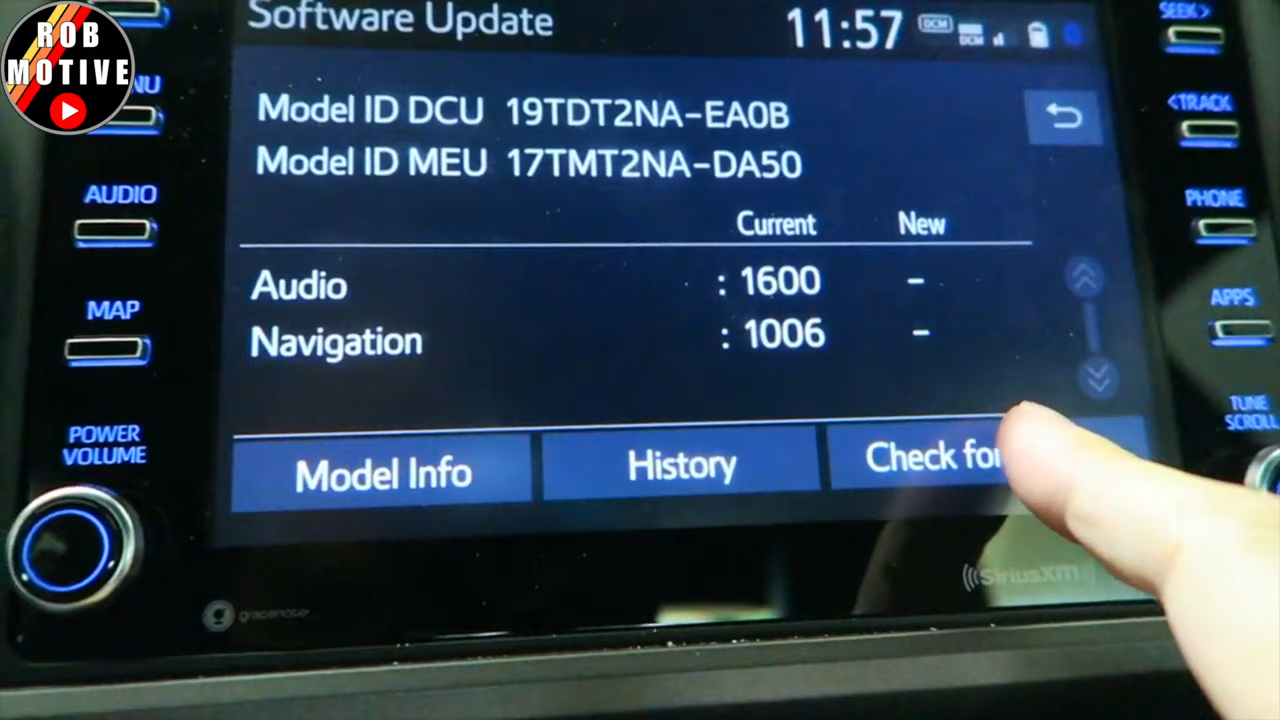 ROB
MOTIVE
Software Update
11:57
DCM
DCM
SEEK>
Model ID DCU 19TDT2NA-EA0B
<TRACK
Model ID MEU 17TMT2NA-DA50
AUDIO
PHONE
Current New
Audio : 1600 –
APPS
MAP
Navigation : 1006 –
TUNE
SCROLL
POWER
VOLUME
Model Info
History
Check for
SiriusXM
gracenote